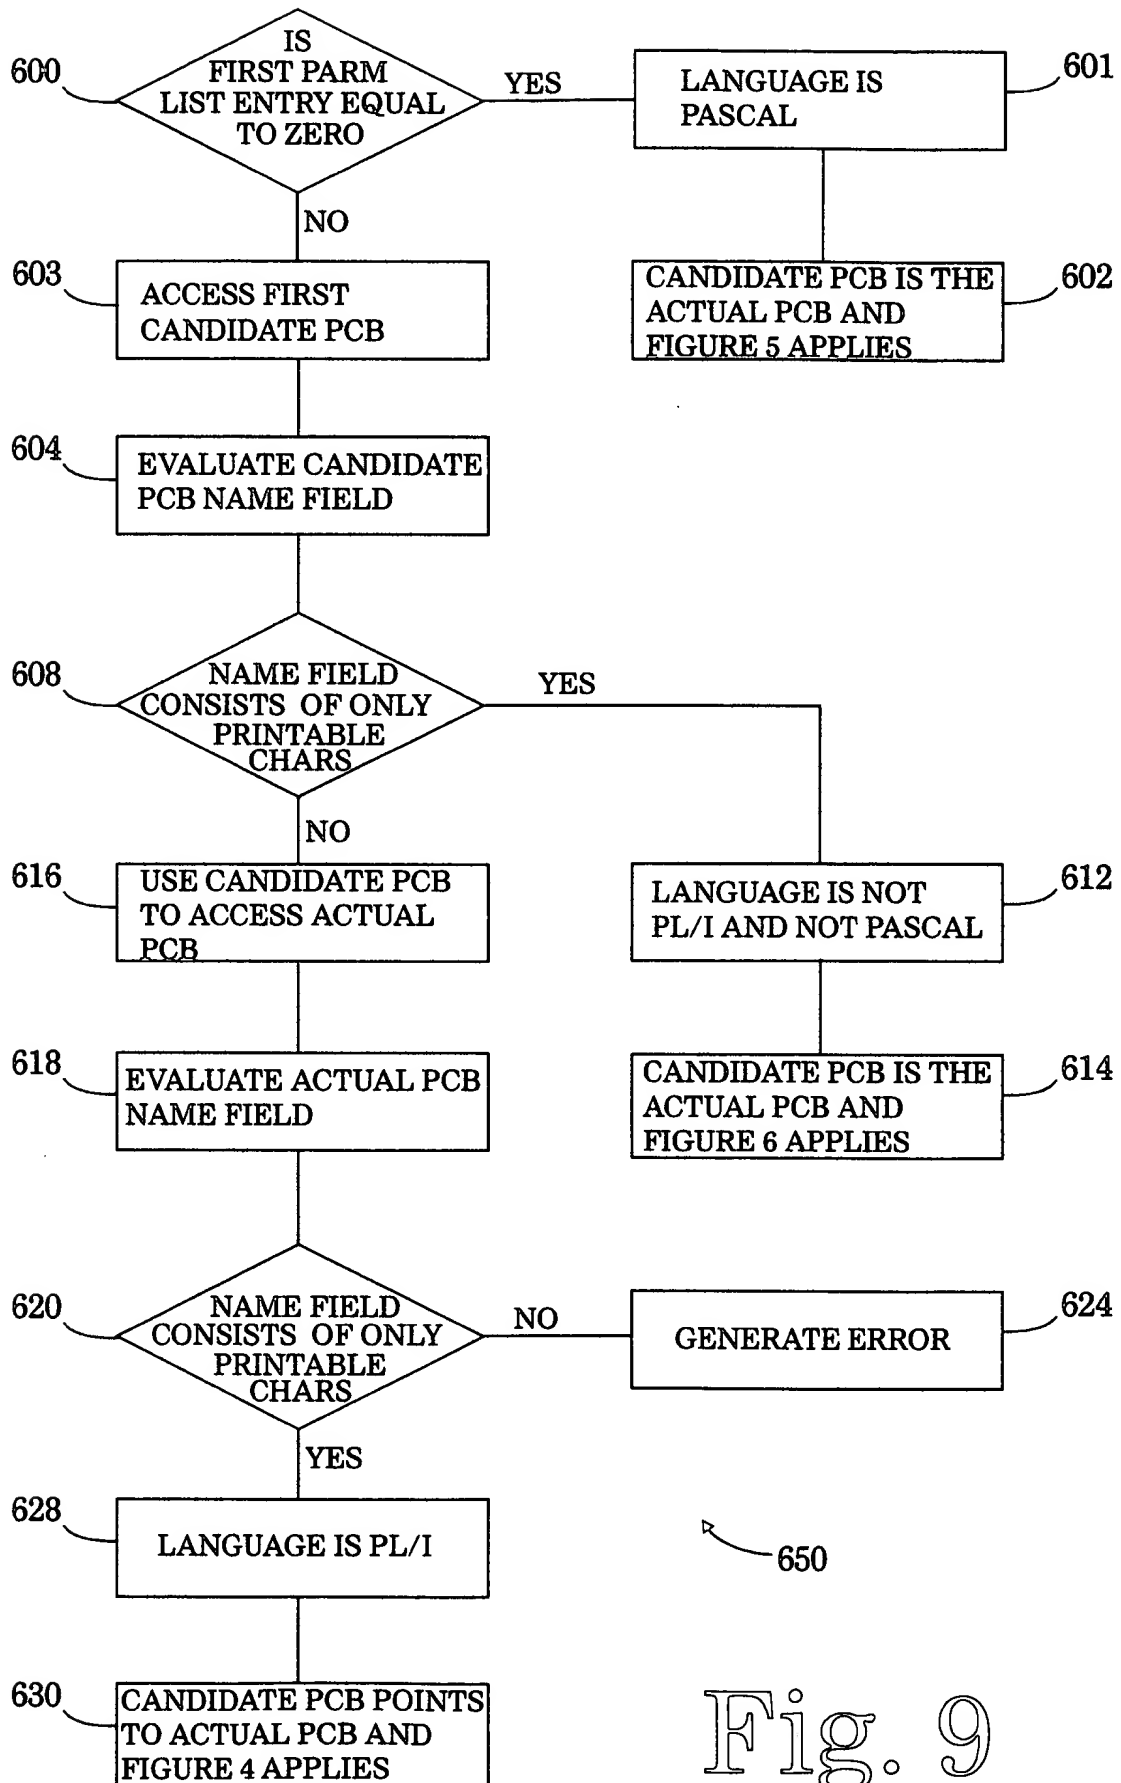 IS
FIRST PARM
LIST ENTRY EQUAL
TO ZERO
600
YES
LANGUAGE IS
PASCAL
601
NO
603
ACCESS FIRST
CANDIDATE PCB
CANDIDATE PCB IS THE
ACTUAL PCB AND
FIGURE 5 APPLIES
602
604
EVALUATE CANDIDATE
PCB NAME FIELD
608
NAME FIELD
CONSISTS OF ONLY
PRINTABLE
CHARS
YES
NO
616
USE CANDIDATE PCB
TO ACCESS ACTUAL
PCB
LANGUAGE IS NOT
PL/I AND NOT PASCAL
612
618
EVALUATE ACTUAL PCB
NAME FIELD
CANDIDATE PCB IS THE
ACTUAL PCB AND
FIGURE 6 APPLIES
614
620
NAME FIELD
CONSISTS OF ONLY
PRINTABLE
CHARS
NO
GENERATE ERROR
624
YES
628
LANGUAGE IS PL/I
650
630
CANDIDATE PCB POINTS
TO ACTUAL PCB AND
FIGURE 4 APPLIES
Fig. 9